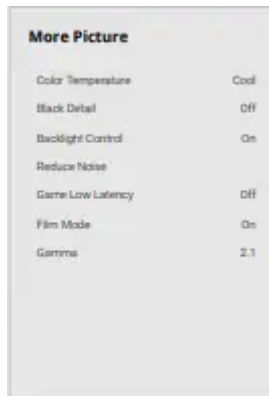 More Picture
Color Temperature Cool
Black Detail Off
Backlight Control On
Reduce Noise
Game Low Latency Off
Film Mode On
Gamma 2.1